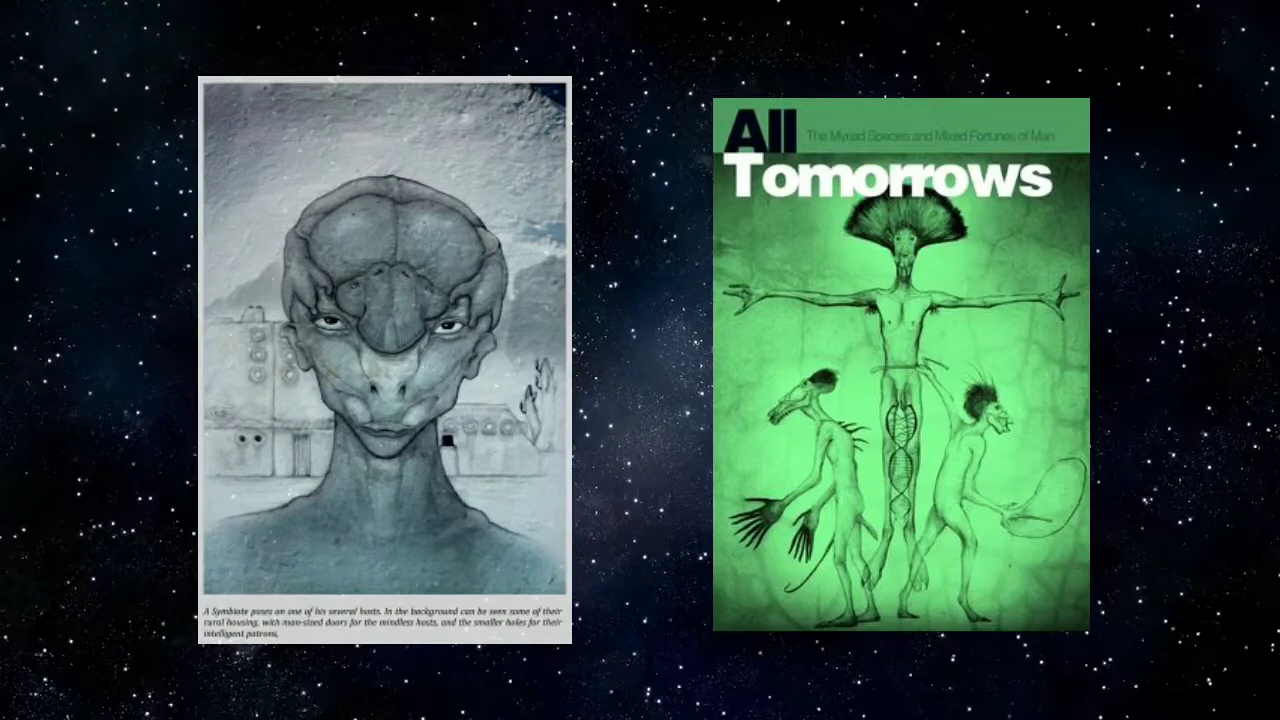 A Symbiote poses on one of his several hosts. In the background can be seen some of their
rural housing, with man-sized doors for the mindless hosts, and the smaller holes for their
intelligent patrons,
All The Myriad Species and Mixed Fortunes of Man
Tomorrows